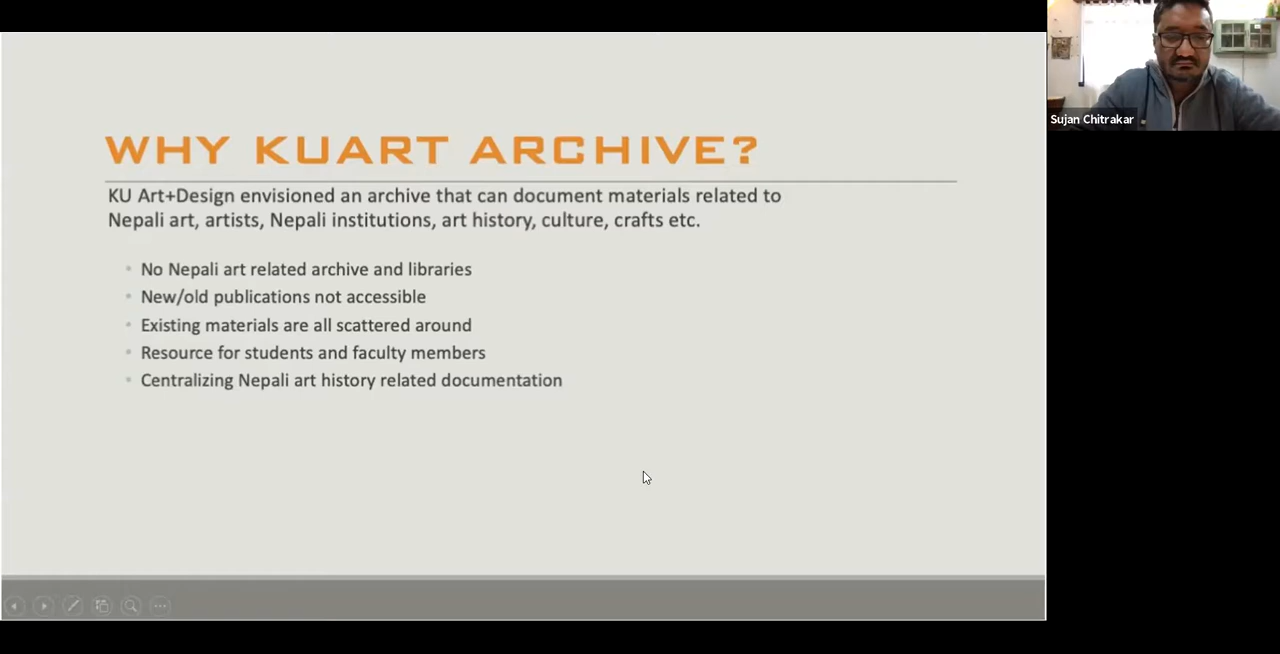 WHY KUART ARCHIVE?
KU Art+Design envisioned an archive that can document materials related to
Nepali art, artists, Nepali institutions, art history, culture, crafts etc.
No Nepali art related archive and libraries
New/old publications not accessible
Existing materials are all scattered around
Resource for students and faculty members
Centralizing Nepali art history related documentation
Sujan Chitrakar